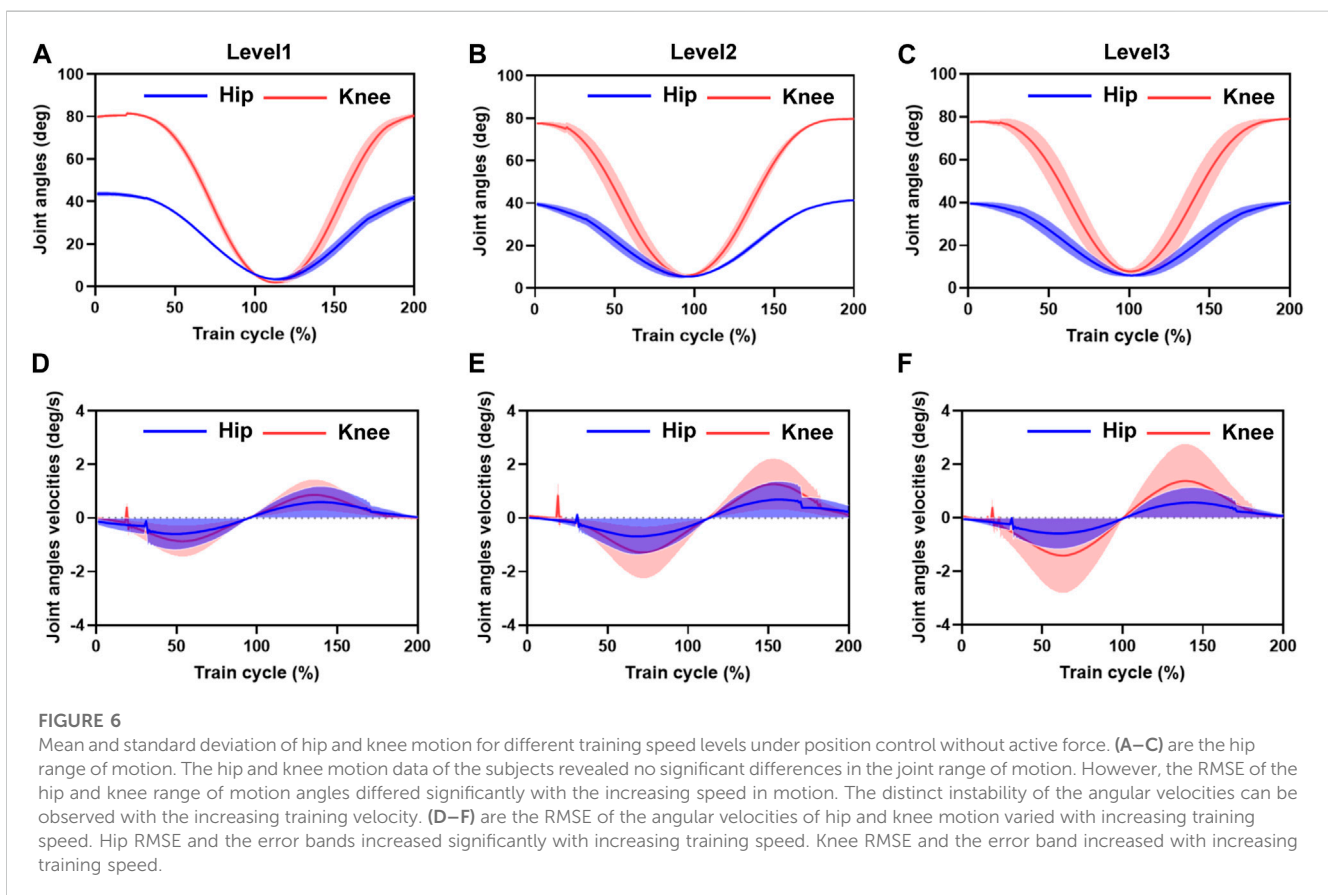 A
Level1
Hip
Knee
Joint angles (deg)
100
80
60
40
20
0
0
50
100
150
200
Train cycle (%)
B
Level2
Hip
Knee
Joint angles (deg)
100
80
60
40
20
0
0
50
100
150
200
Train cycle (%)
C
Level3
Hip
Knee
Joint angles (deg)
100
80
60
40
20
0
0
50
100
150
200
Train cycle (%)
D
Hip
Knee
Joint angles velocities (deg/s)
4
2
0
-2
-4
0
50
100
150
200
Train cycle (%)
E
Hip
Knee
Joint angles velocities (deg/s)
4
2
0
-2
-4
0
50
100
150
200
Train cycle (%)
F
Hip
Knee
Joint angles velocities (deg/s)
4
2
0
-2
-4
0
50
100
150
200
Train cycle (%)
FIGURE 6
Mean and standard deviation of hip and knee motion for different training speed levels under position control without active force. (A–C) are the hip
range of motion. The hip and knee motion data of the subjects revealed no significant differences in the joint range of motion. However, the RMSE of the
hip and knee range of motion angles differed significantly with the increasing speed in motion. The distinct instability of the angular velocities can be
observed with the increasing training velocity. (D–F) are the RMSE of the angular velocities of hip and knee motion varied with increasing training
speed. Hip RMSE and the error bands increased significantly with increasing training speed. Knee RMSE and the error band increased with increasing
training speed.